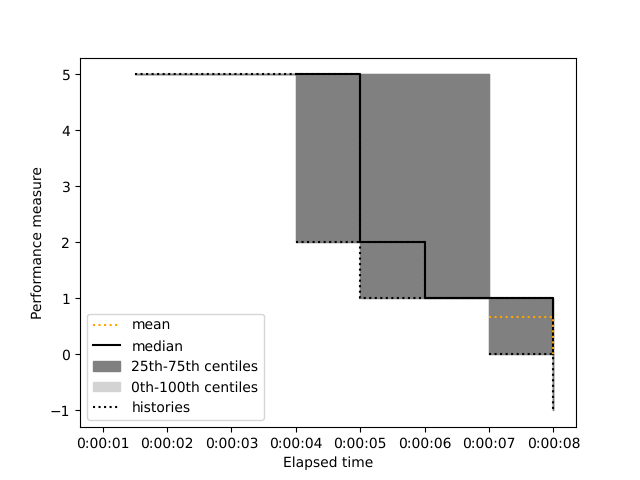 Performance measure
5
4
3
2
1
0
−1
mean
median
25th-75th centiles
0th-100th centiles
histories
0:00:01 0:00:02 0:00:03 0:00:04 0:00:05 0:00:06 0:00:07 0:00:08
Elapsed time